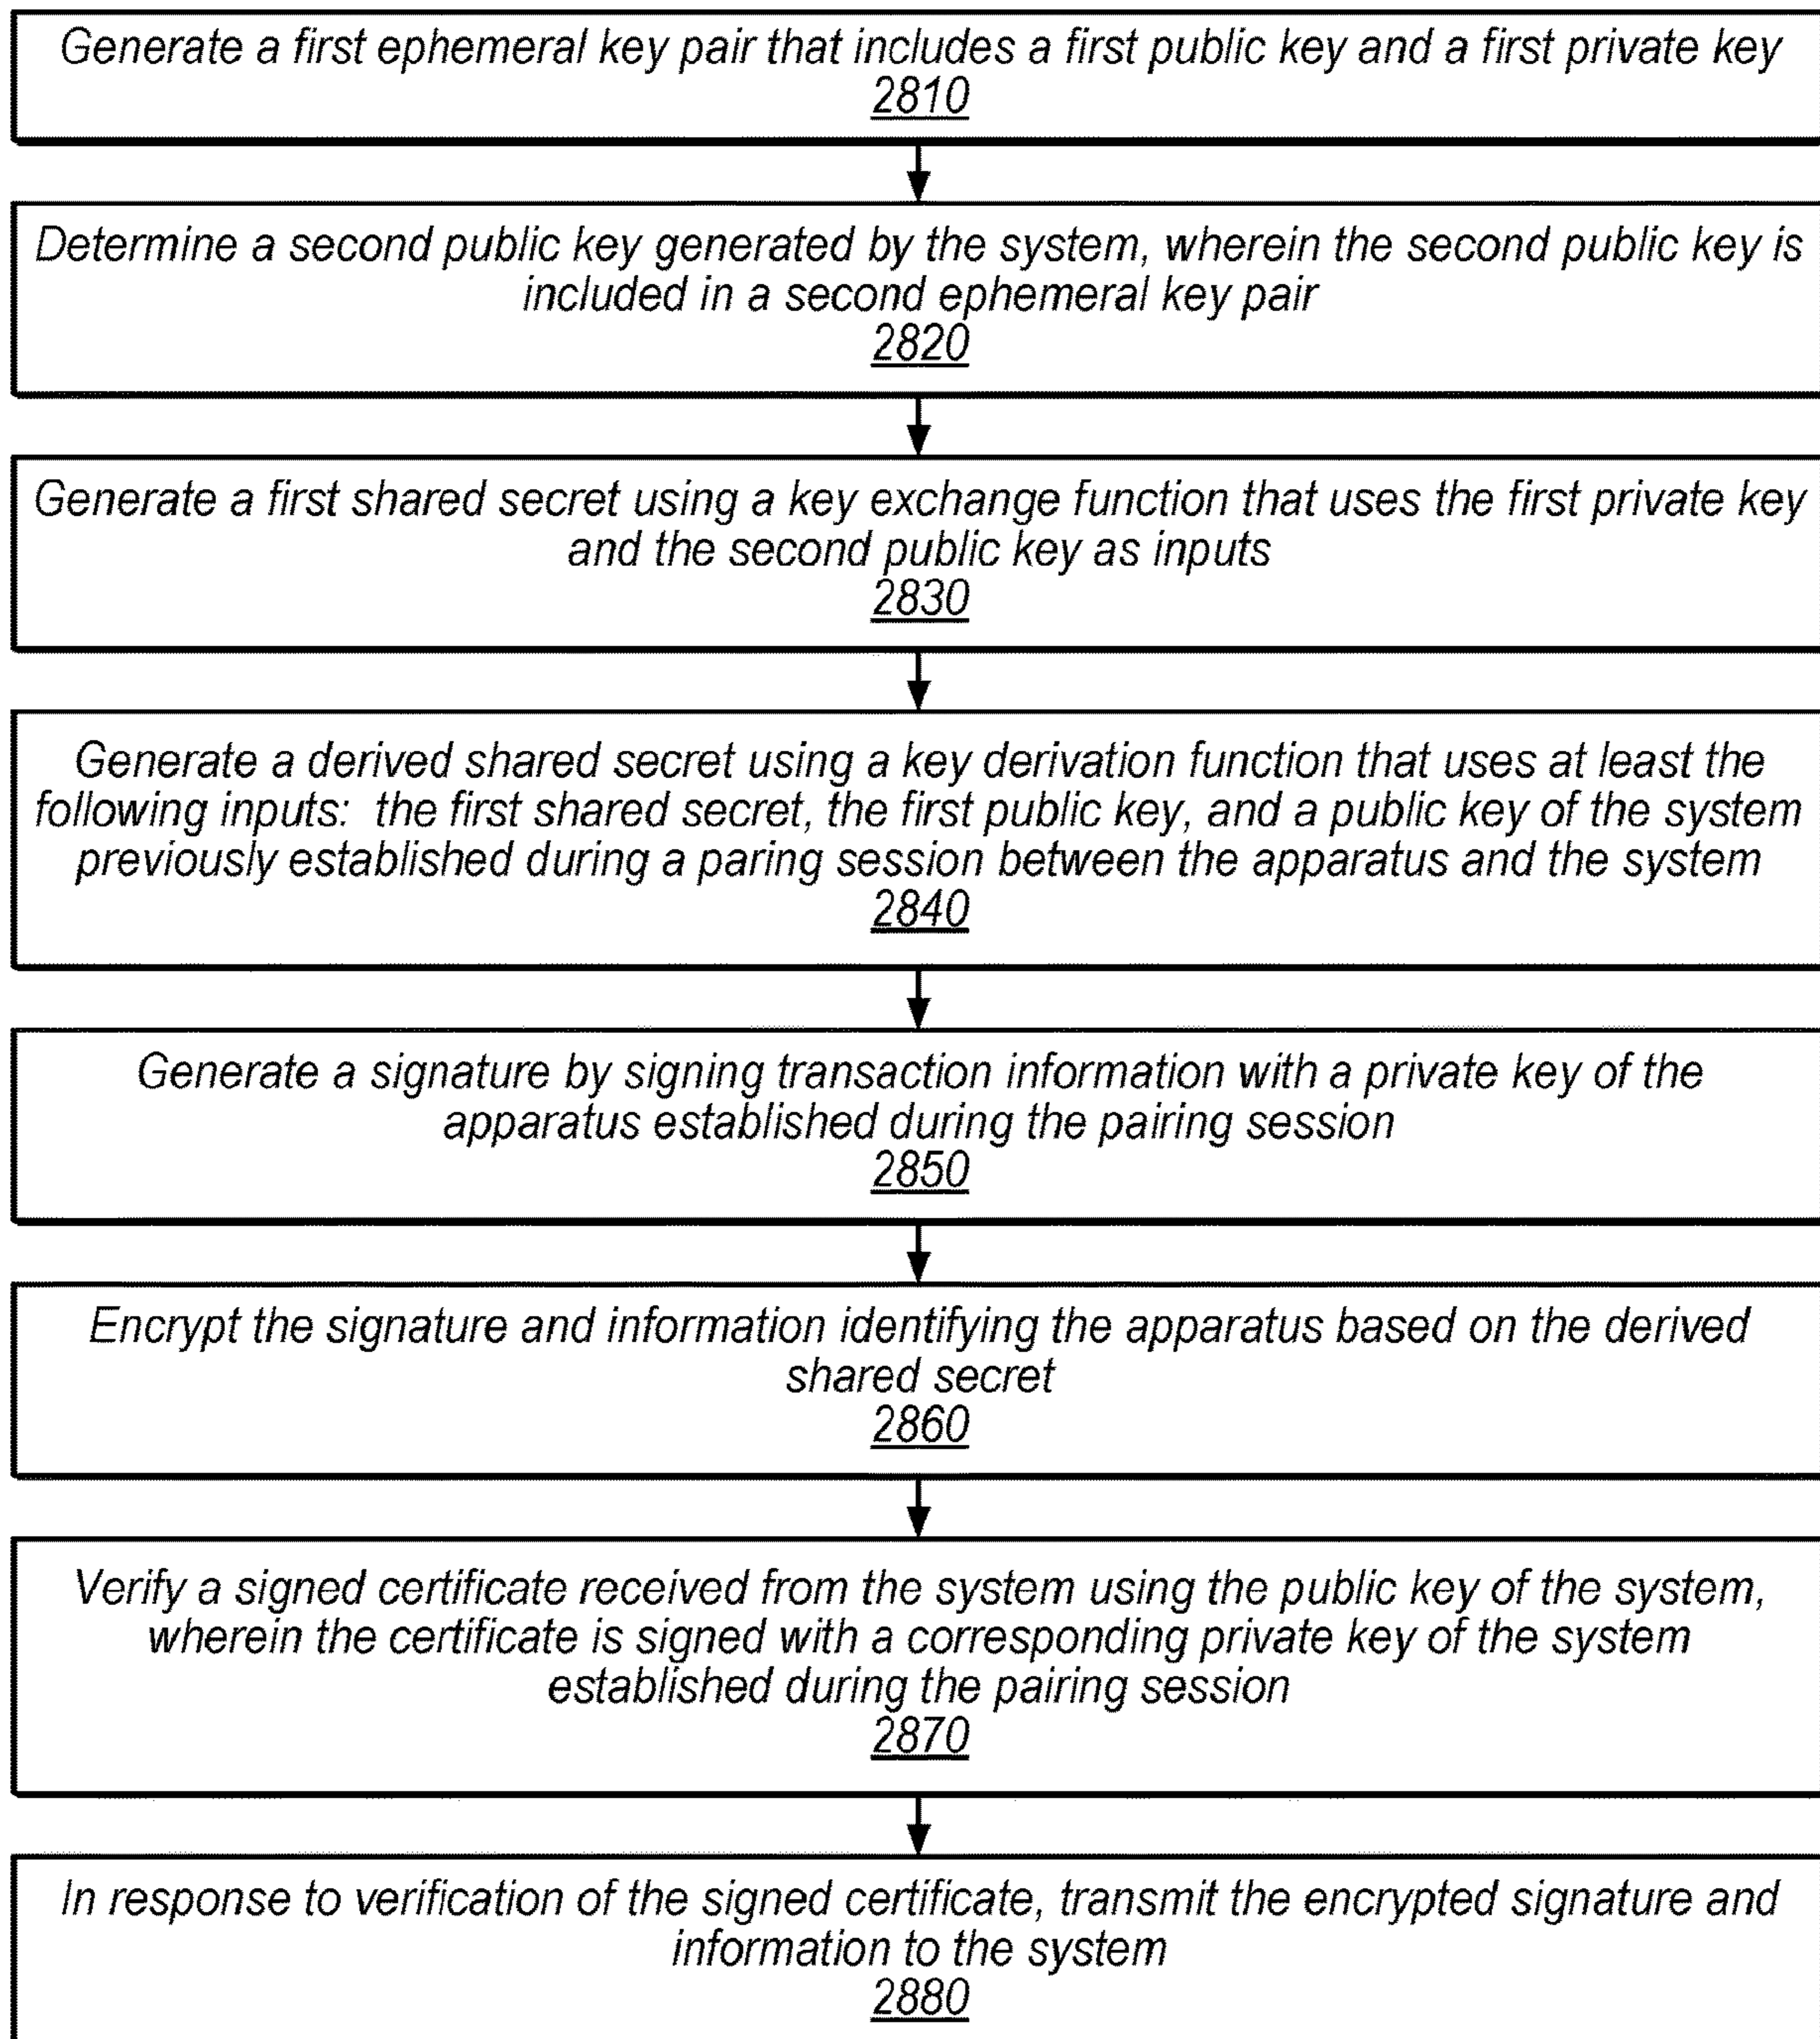 Generate a first ephemeral key pair that includes a first public key and a first private key
2810
Determine a second public key generated by the system, wherein the second public key is
included in a second ephemeral key pair
2820
Generate a first shared secret using a key exchange function that uses the first private key
and the second public key as inputs
2830
Generate a derived shared secret using a key derivation function that uses at least the
following inputs: the first shared secret, the first public key, and a public key of the system
previously established during a paring session between the apparatus and the system
2840
Generate a signature by signing transaction information with a private key of the
apparatus established during the pairing session
2850
Encrypt the signature and information identifying the apparatus based on the derived
shared secret
2860
Verify a signed certificate received from the system using the public key of the system,
wherein the certificate is signed with a corresponding private key of the system
established during the pairing session
2870
In response to verification of the signed certificate, transmit the encrypted signature and
information to the system
2880